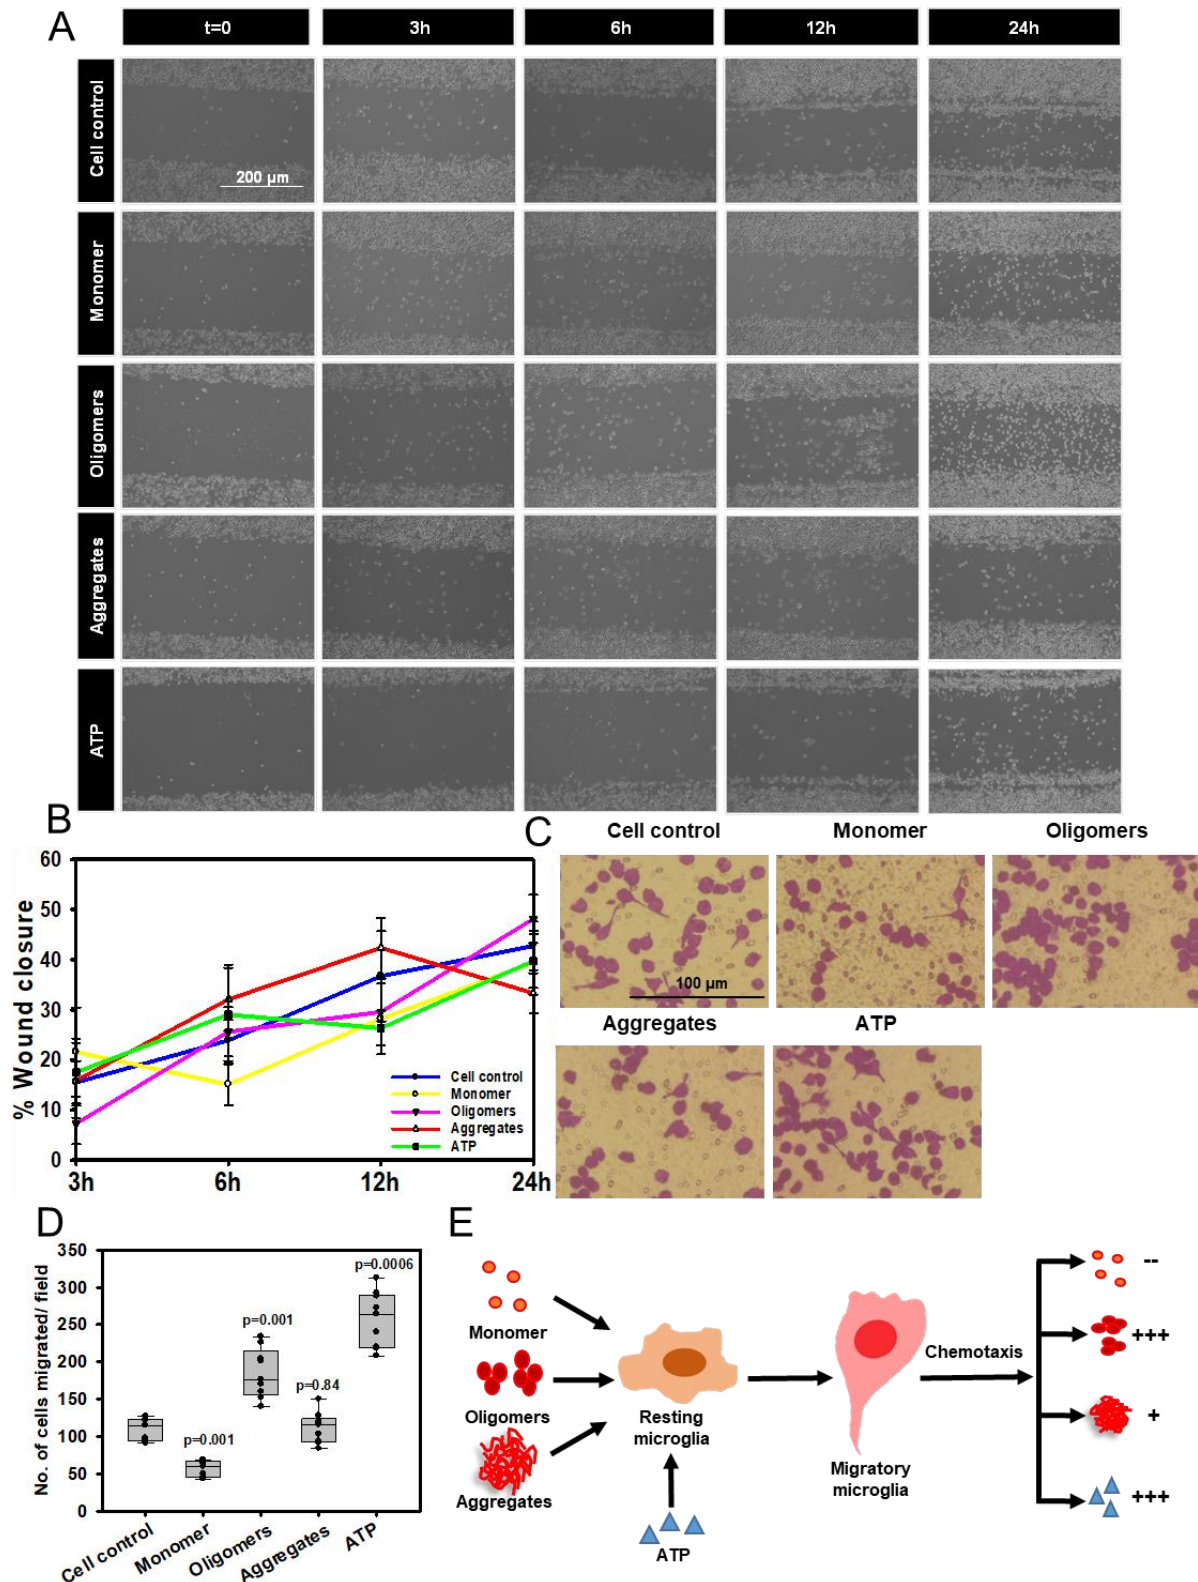 A
t=0 3h 6h 12h 24h
Cell control
200 µm
Monomer
Oligomers
Aggregates
ATP
B
% Wound closure
60
50
40
30
20
10
0
3h 6h 12h 24h
Cell control
Monomer
Oligomers
Aggregates
ATP
C
Cell control Monomer Oligomers
100 µm
Aggregates ATP
D
No. of cells migrated/ field
350
300
250
200
150
100
50
0
p=0.001
p=0.001
p=0.84
p=0.0006
Cell control Monomer Oligomers Aggregates ATP
E
Monomer
Oligomers
Aggregates
Resting
microglia
ATP
Migratory
microglia
Chemotaxis
--
+++
+
+++